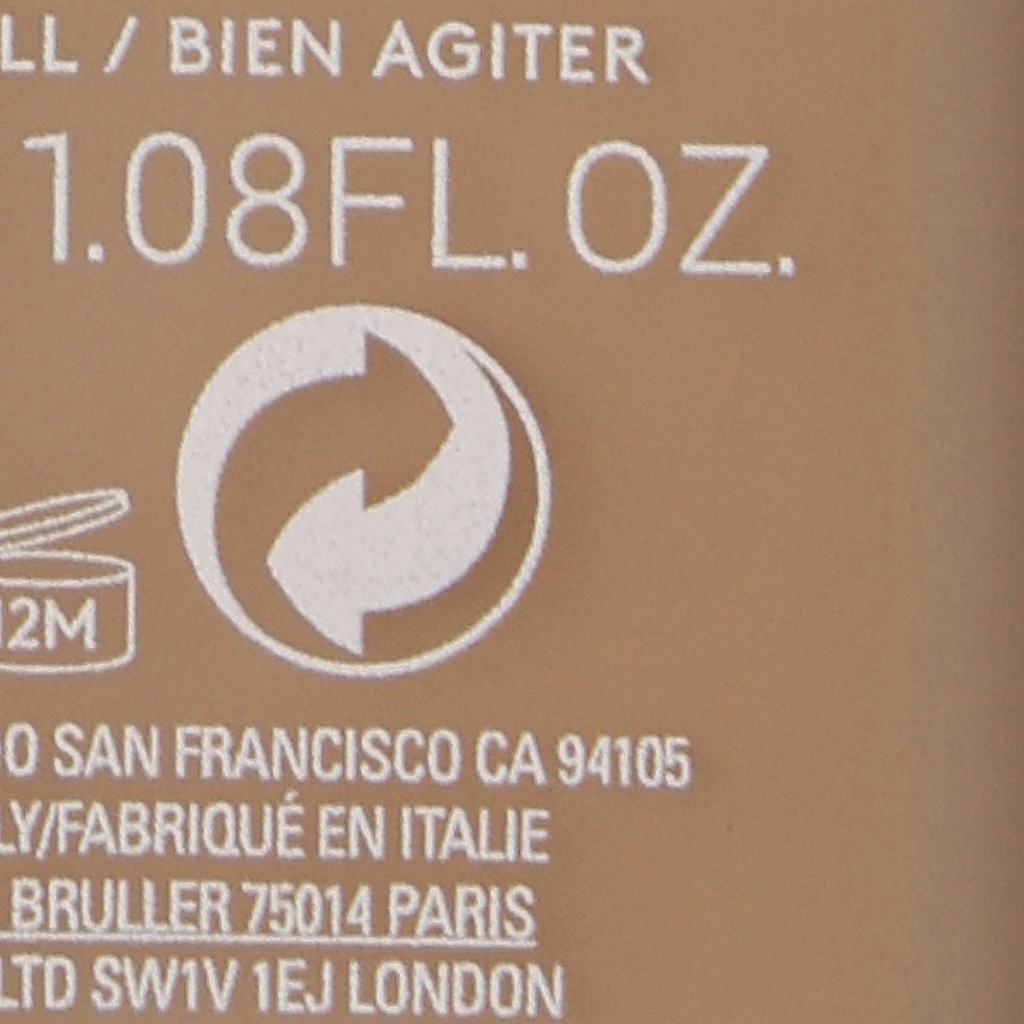 LL / BIEN AGITER
1.08FL. OZ.
12M
O SAN FRANCISCO CA 94105
LY/FABRIQUÉ EN ITALIE
BRULLER 75014 PARIS
LTD SW1V 1EJ LONDON